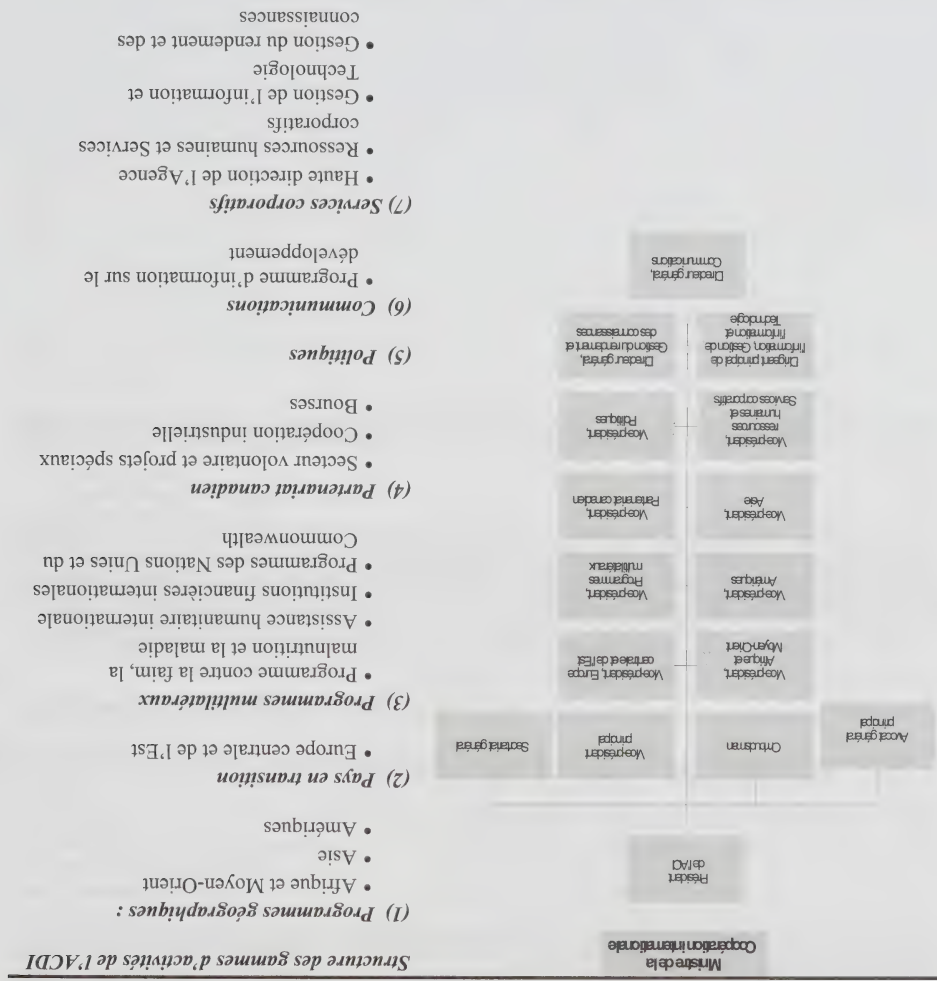 Structure des gammes d'activités de l'ACDI
(1) Programmes géographiques :
• Afrique et Moyen-Orient
• Asie
• Amériques
(2) Pays en transition
• Europe centrale et de l'Est
(3) Programmes multilatéraux
• Programme contre la faim, la
malnutrition et la maladie
• Assistance humanitaire internationale
• Institutions financières internationales
• Programmes des Nations Unies et du
Commonwealth
(4) Partenariat canadien
• Secteur volontaire et projets spéciaux
• Coopération industrielle
• Bourses
(5) Politiques
(6) Communications
• Programme d'information sur le
développement
(7) Services corporatifs
• Haute direction de l'Agence
• Ressources humaines et Services
corporatifs
• Gestion de l'information et
Technologie
• Gestion du rendement et des
connaissances
Ministre de la
Coopération internationale
Président
de l'ACDI
Avocat général
principal
Ombudsman
Vice-président
principal
Secrétariat général
Vice-président,
Afrique et
Moyen-Orient
Vice-président, Europe
centrale et de l'Est
Vice-président,
Amériques
Vice-président,
Programmes
multilatéraux
Vice-président,
Asie
Vice-président,
Partenariat canadien
Vice-président,
ressources
humaines et
Services corporatifs
Vice-président,
Politiques
Dirigeant principal de
l'information, Gestion de
l'information et
Technologie
Directeur général,
Gestion du rendement et
des connaissances
Directeur général,
Communications